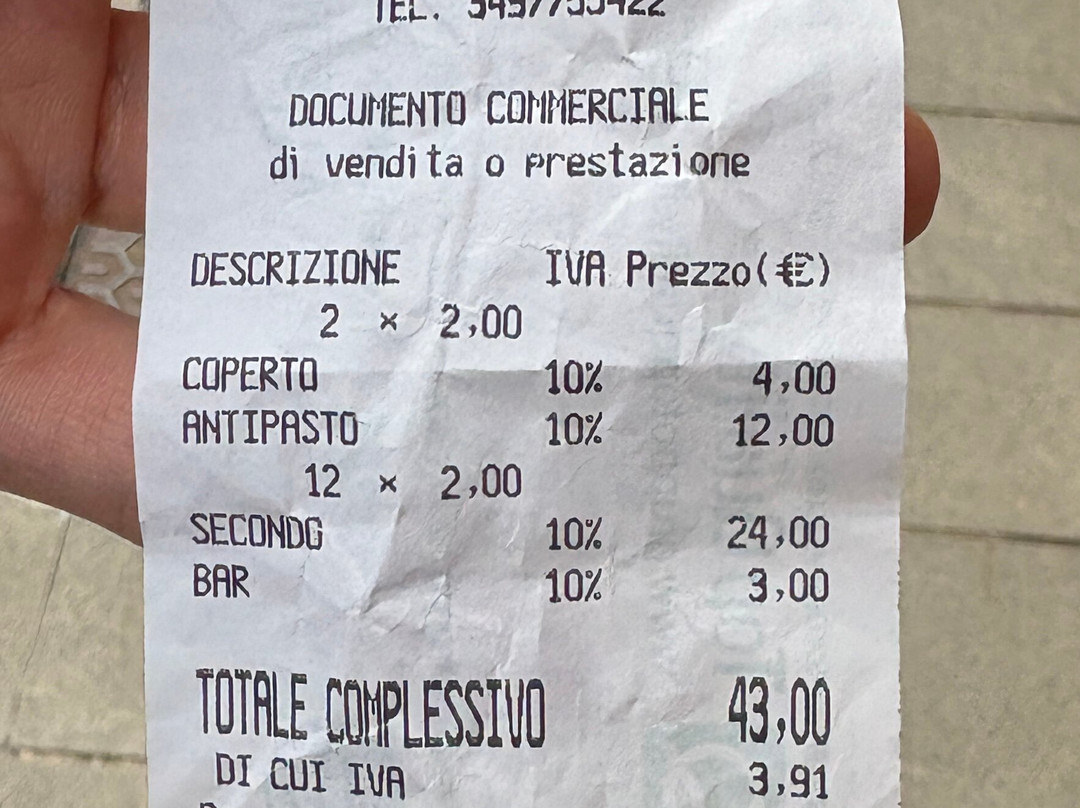 DOCUMENTO COMMERCIALE
di vendita o prestazione
DESCRIZIONE IVA Prezzo(€)
2 x 2,00
COPERTO 10% 4,00
ANTIPASTO 10% 12,00
12 x 2,00
SECONDO 10% 24,00
BAR 10% 3,00
TOTALE COMPLESSIVO 43,00
DI CUI IVA 3,91